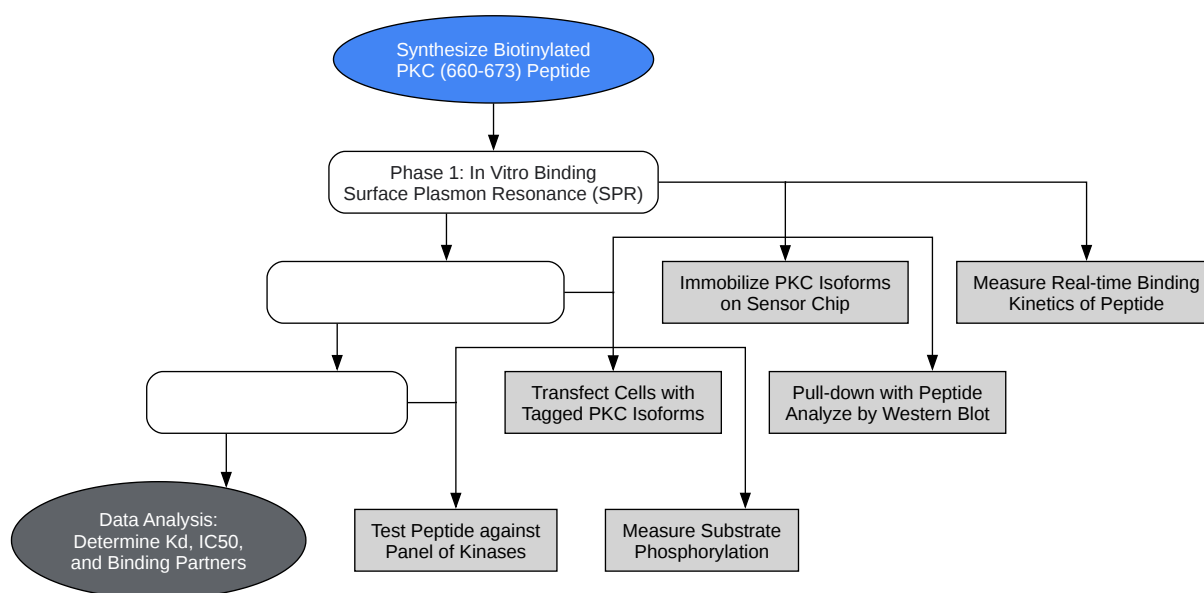 Synthesize Biotinylated
PKC (660-673) Peptide
Phase 1: In Vitro Binding
Surface Plasmon Resonance (SPR)
Immobilize PKC Isoforms
on Sensor Chip
Measure Real-time Binding
Kinetics of Peptide
Transfect Cells with
Tagged PKC Isoforms
Pull-down with Peptide
Analyze by Western Blot
Data Analysis:
Determine Kd, IC50,
and Binding Partners
Test Peptide against
Panel of Kinases
Measure Substrate
Phosphorylation